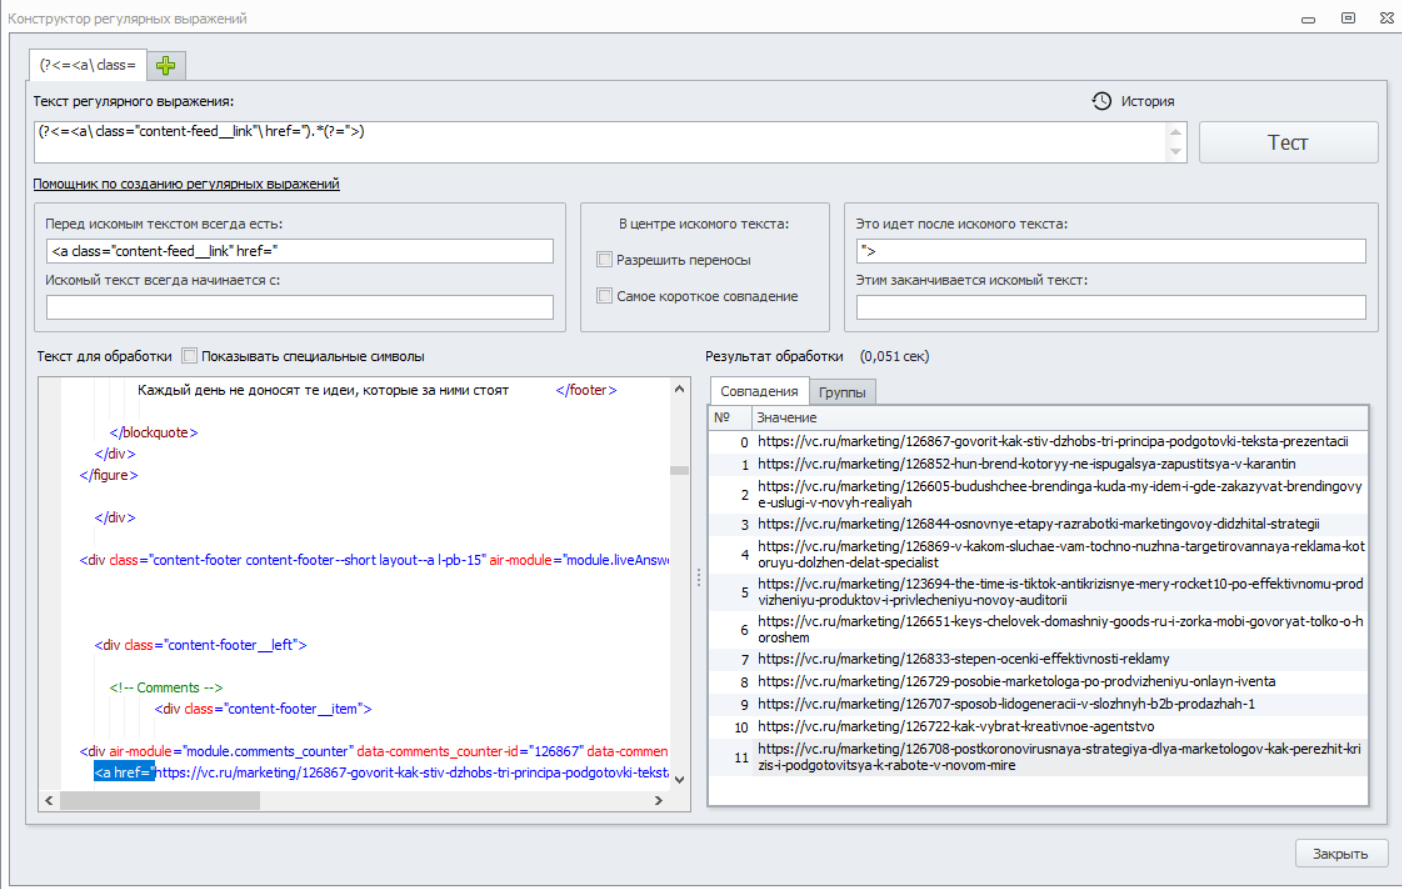 Конструктор регулярных выражений
(?<=<a\ class=
Текст регулярного выражения:
История
(?<=<a\ class="content-feed__link"\ href=").*(?=">)
Тест
Помощник по созданию регулярных выражений
Перед искомым текстом всегда есть:
<a class="content-feed__link" href="
Искомый текст всегда начинается с:
В центре искомого текста:
Разрешить переносы
Самое короткое совпадение
Это идет после искомого текста:
">
Этим заканчивается искомый текст:
Текст для обработки
Показывать специальные символы
Каждый день не доносят те идеи, которые за ними стоят </footer>
</blockquote>
</div>
</figure>
</div>
<div class="content-footer content-footer--short layout--a l-pb-15" air-module="module.liveAnsw
<div class="content-footer__left">
<!-- Comments -->
<div class="content-footer__item">
<div air-module="module.comments_counter" data-comments_counter-id="126867" data-commen
<a href="https://vc.ru/marketing/126867-govorit-kak-stiv-dzhobs-tri-principa-podgotovki-tekst
Результат обработки (0,051 сек)
Совпадения
Группы
№ Значение
0 https://vc.ru/marketing/126867-govorit-kak-stiv-dzhobs-tri-principa-podgotovki-teksta-prezentacii
1 https://vc.ru/marketing/126852-hun-brend-kotoryy-ne-ispugalsya-zapustitsya-v-karantin
2 https://vc.ru/marketing/126605-budushchee-brendinga-kuda-my-idem-i-gde-zakazyvat-brendingovy
e-uslugi-v-novyh-realiyah
3 https://vc.ru/marketing/126844-osnovnye-etapy-razrabotki-marketingovoy-didzhital-strategii
4 https://vc.ru/marketing/126869-v-kakom-sluchae-vam-tochno-nuzhna-targetirovannaya-reklama-kot
oruyu-dolzhen-delat-specialist
5 https://vc.ru/marketing/123694-the-time-is-tiktok-antikrizisnye-mery-rocket10-po-effektivnomu-prod
vizheniyu-produktov-i-privlecheniyu-novoy-auditorii
6 https://vc.ru/marketing/126651-keys-chelovek-domashniy-goods-ru-i-zorka-mobi-govoryat-tolko-o-h
oroshem
7 https://vc.ru/marketing/126833-stepen-ocenki-effektivnosti-reklamy
8 https://vc.ru/marketing/126729-posobie-marketologa-po-prodvizheniyu-onlayn-iventa
9 https://vc.ru/marketing/126707-sposob-lidogeneracii-v-slozhnyh-b2b-prodazhah-1
10 https://vc.ru/marketing/126722-kak-vybrat-kreativnoe-agentstvo
11 https://vc.ru/marketing/126708-postkoronovirusnaya-strategiya-dlya-marketologov-kak-perezhit-kri
zis-i-podgotovitsya-k-rabote-v-novom-mire
Закрыть